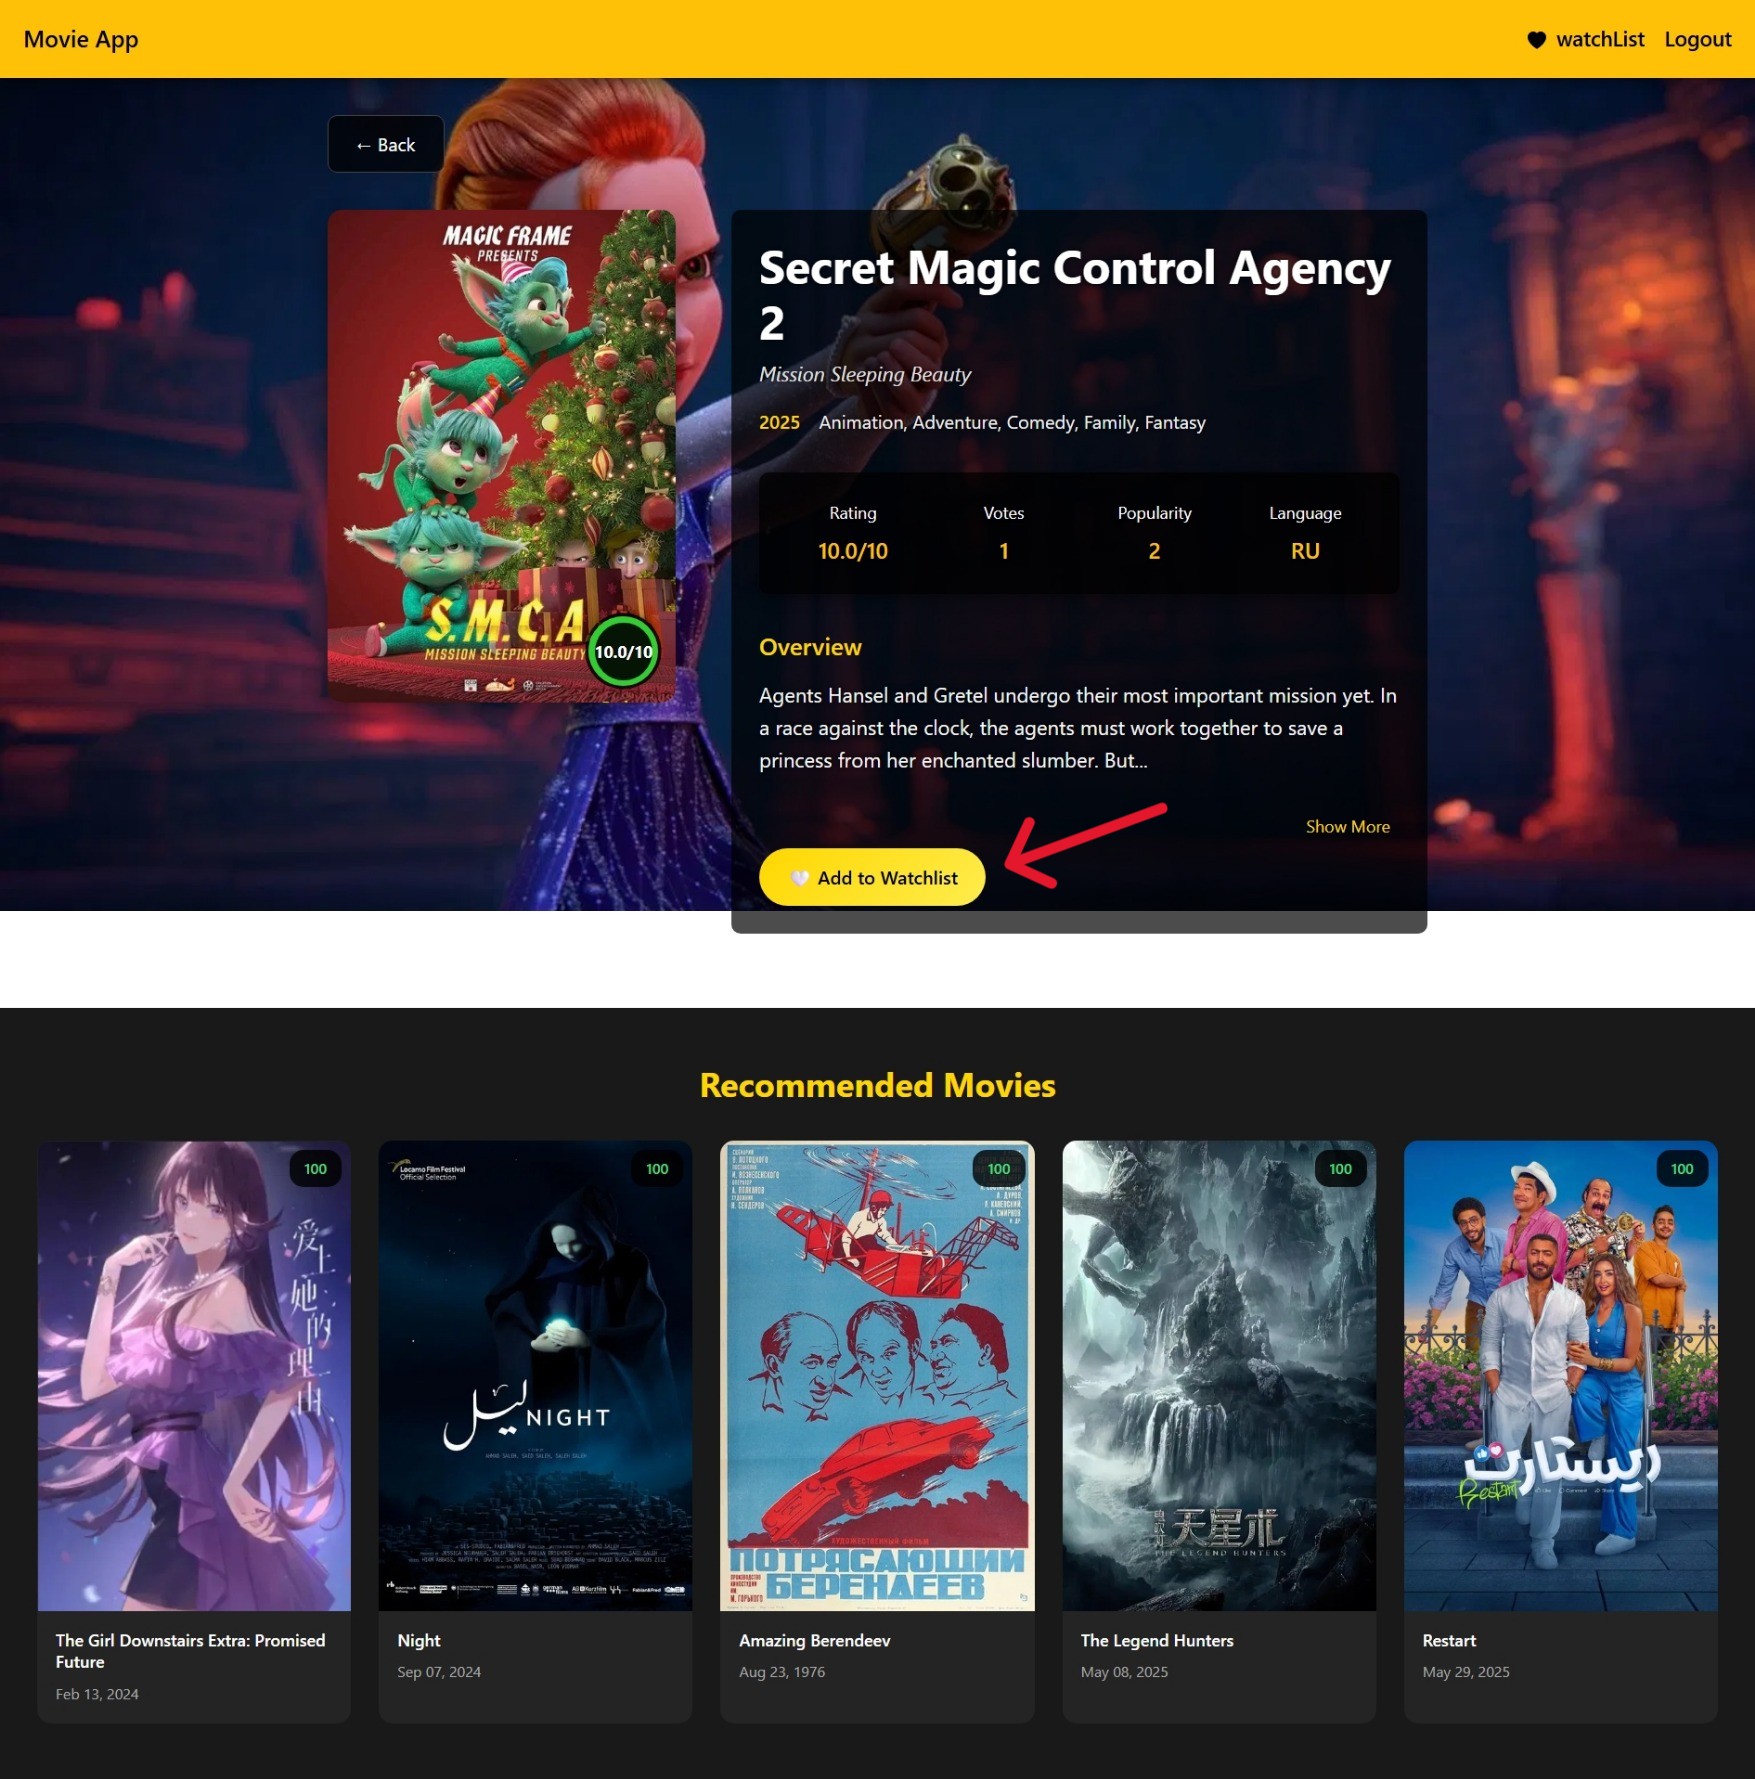 Movie App
watchList
Logout
← Back
MAGIC FRAME
PRESENTS
S.M.C.A
MISSION SLEEPING BEAUTY
10.0/10
Secret Magic Control Agency
2
Mission Sleeping Beauty
2025 Animation, Adventure, Comedy, Family, Fantasy
Rating Votes Popularity Language
10.0/10 1 2 RU
Overview
Agents Hansel and Gretel undergo their most important mission yet. In
a race against the clock, the agents must work together to save a
princess from her enchanted slumber. But...
Show More
Add to Watchlist
Recommended Movies
100
爱上她的理由
The Girl Downstairs Extra: Promised
Future
Feb 13, 2024
Locarno Film Festival
Official Selection
100
ليل NIGHT
Night
Sep 07, 2024
100
ХУДОЖЕСТВЕННЫЙ ФИЛЬМ
ПОТРЯСАЮЩИЙ
БЕРЕНДЕЕВ
Amazing Berendeev
Aug 23, 1976
100
天星术
THE LEGEND HUNTERS
The Legend Hunters
May 08, 2025
100
ريستارت
Restart
Restart
May 29, 2025